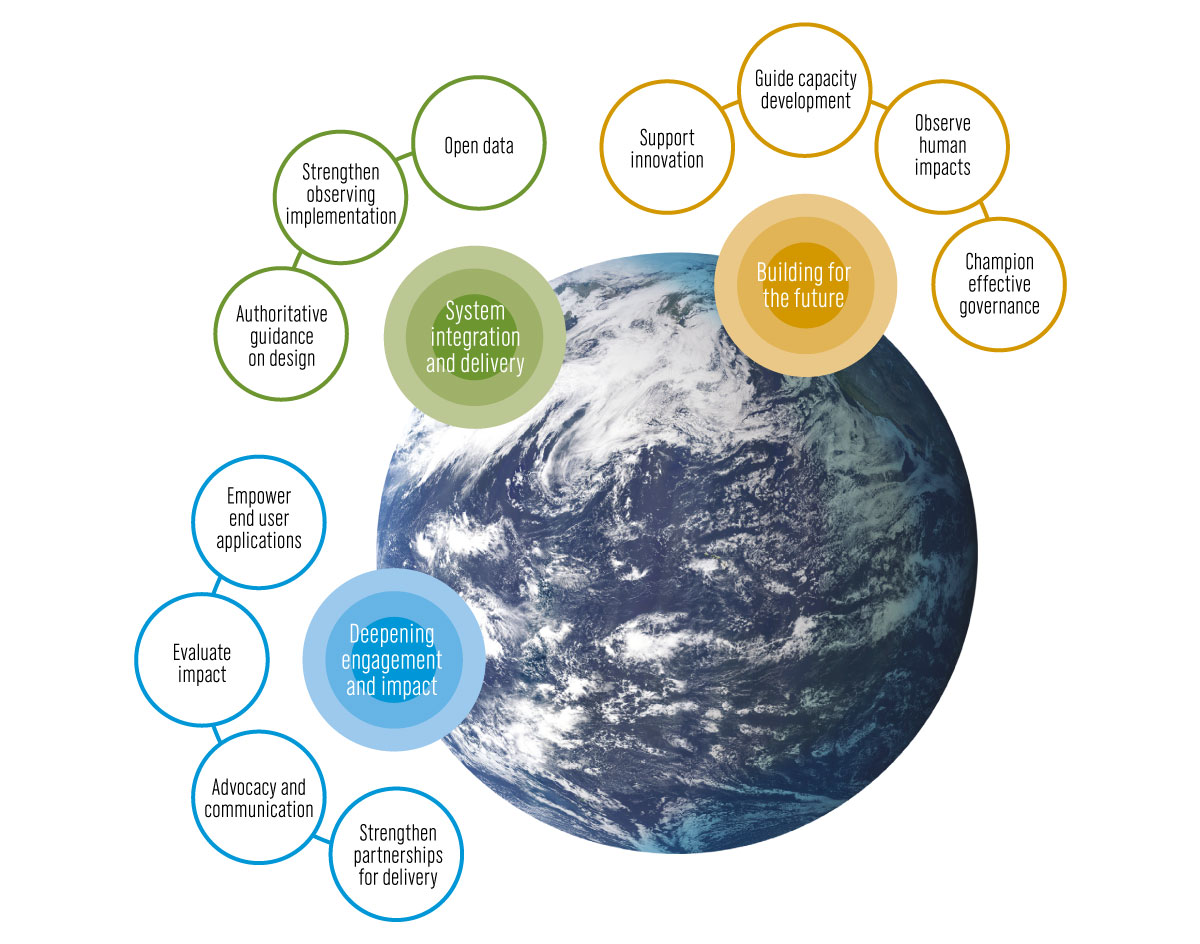 Open data
Strengthen
observing
implementation
Authoritative
guidance
on design
System
integration
and delivery
Support
innovation
Guide capacity
development
Observe
human
impacts
Champion
effective
governance
Building for
the future
Empower
end user
applications
Evaluate
impact
Advocacy and
communication
Strengthen
partnerships
for delivery
Deepening
engagement
and impact